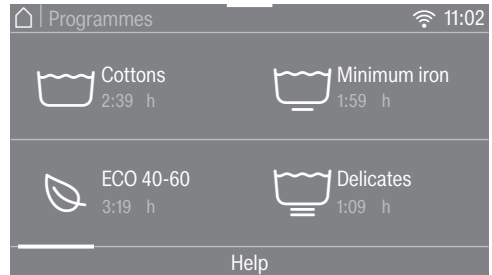 Programmes 11:02
Cottons
2:39 h
Minimum iron
1:59 h
ECO 40-60
3:19 h
Delicates
1:09 h
Help